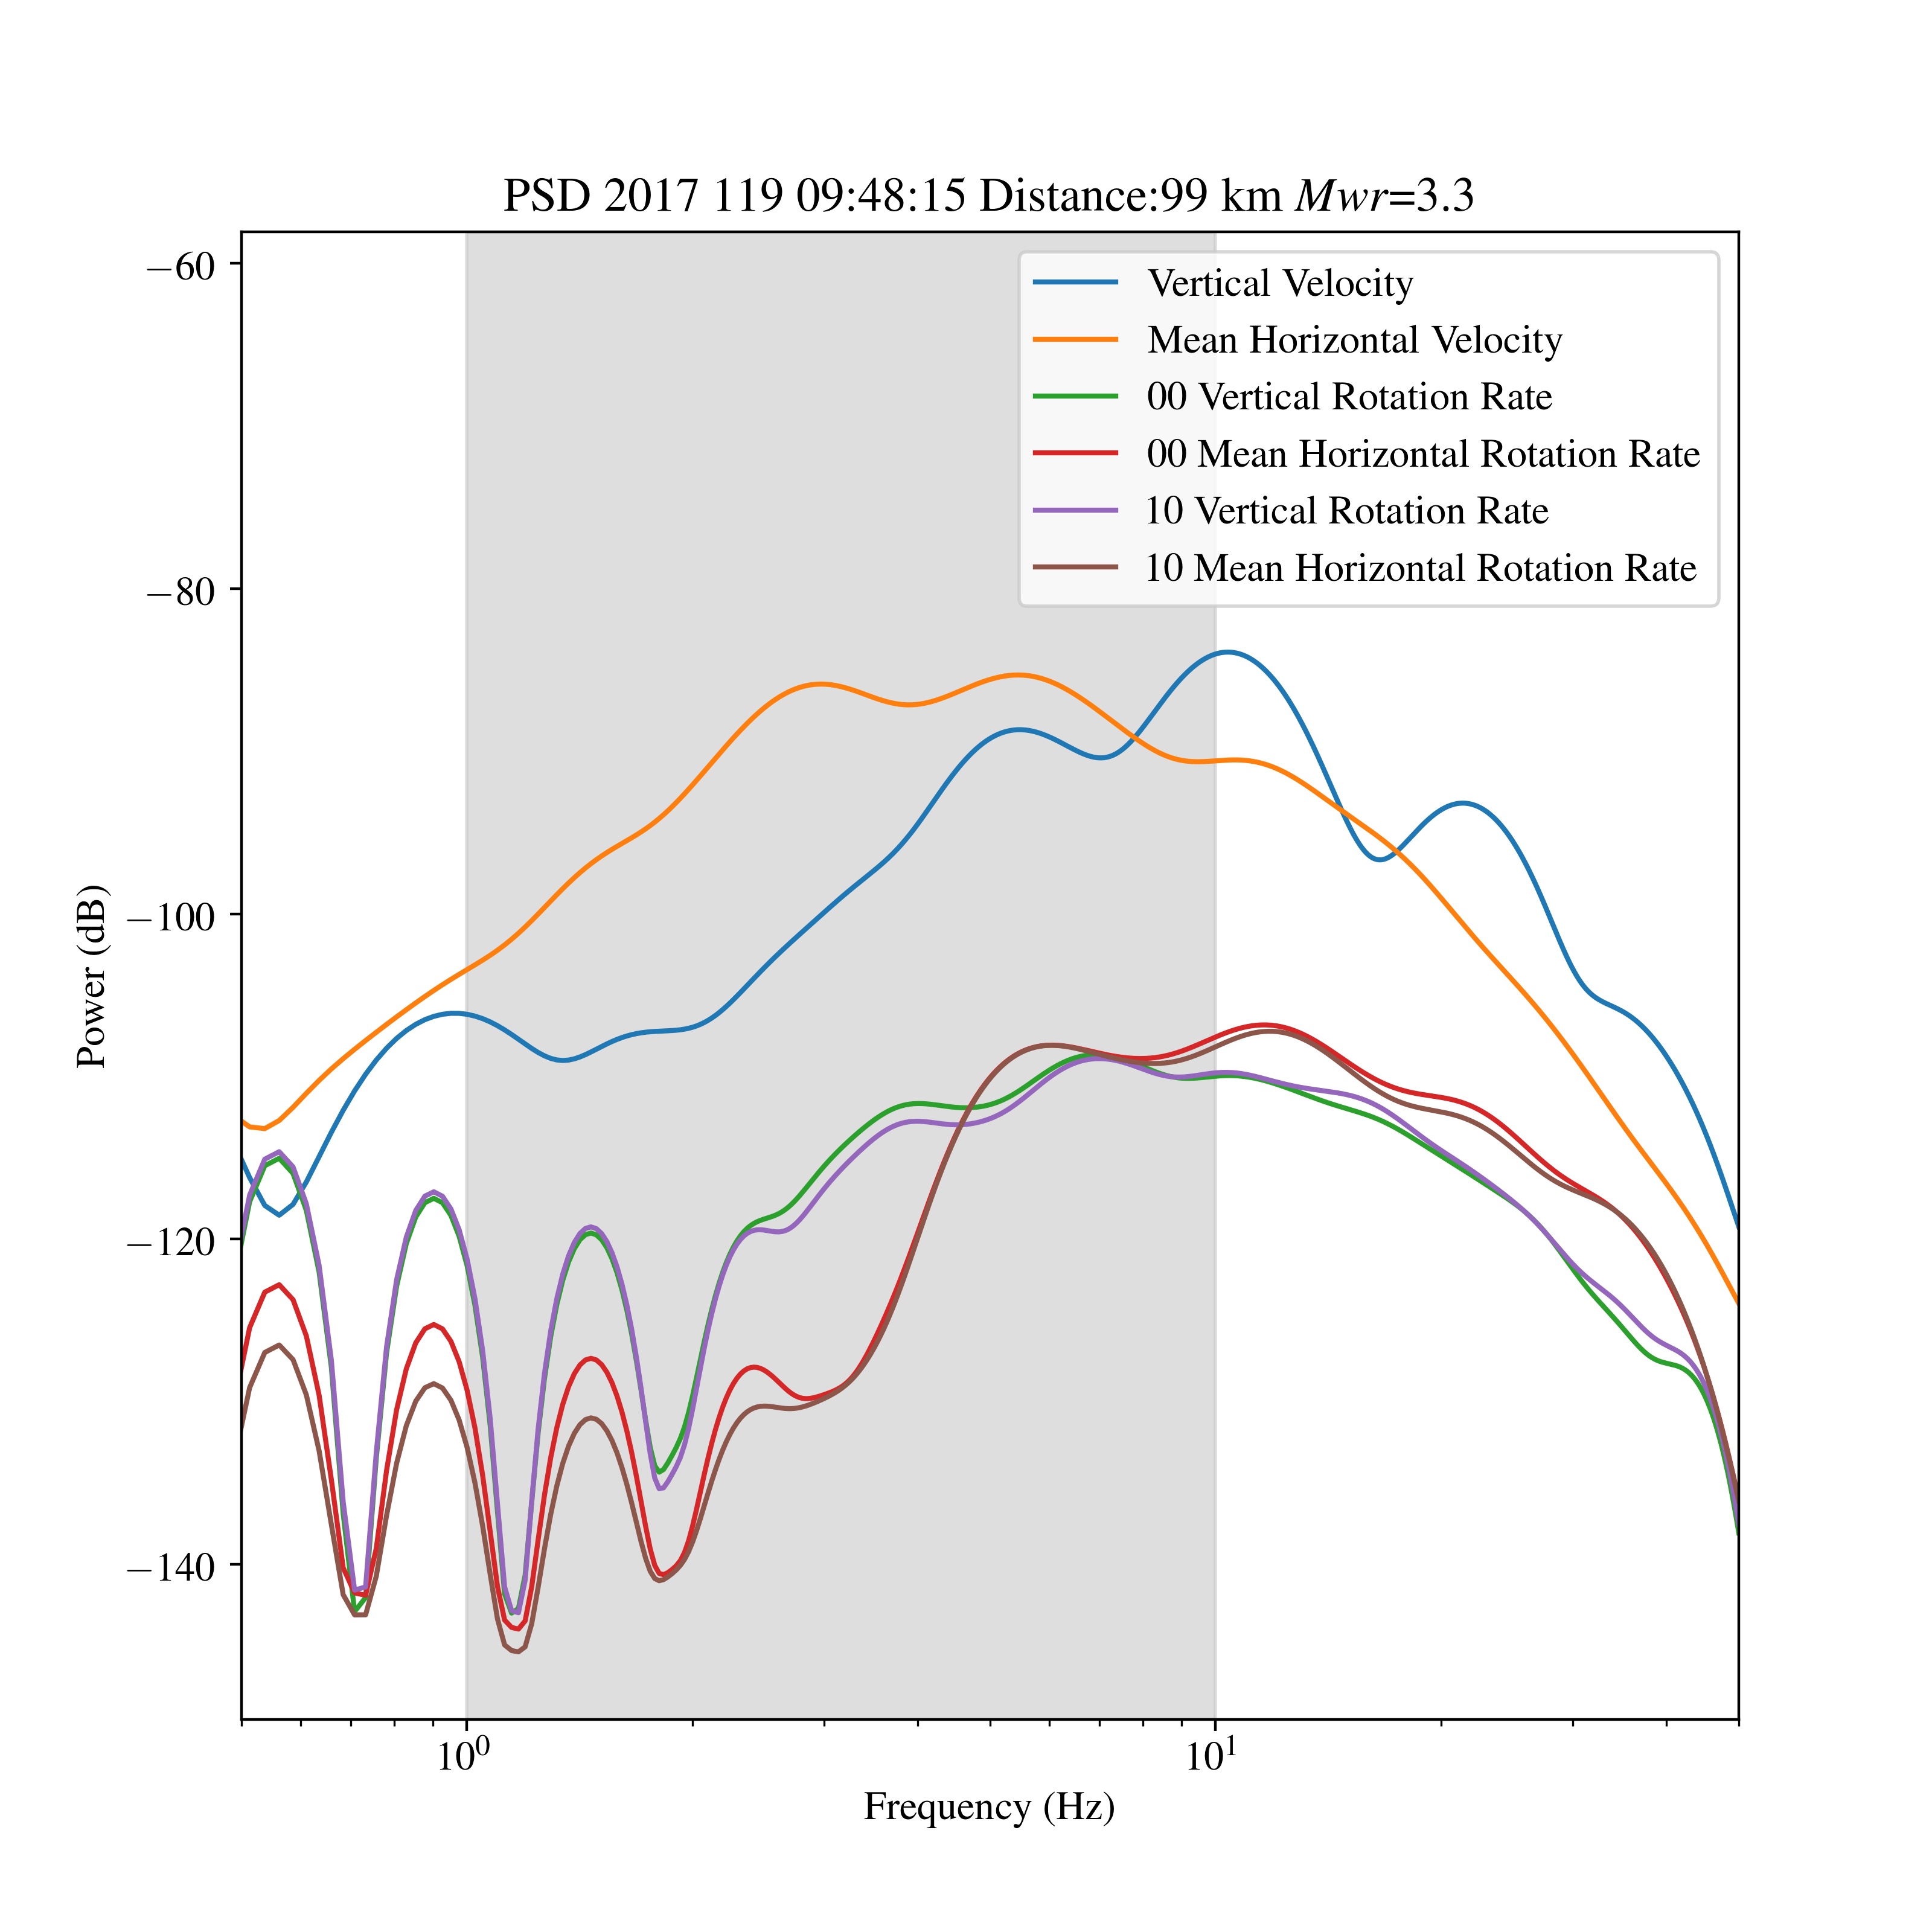 PSD 2017 119 09:48:15 Distance:99 km Mwr=3.3
Vertical Velocity
Mean Horizontal Velocity
00 Vertical Rotation Rate
00 Mean Horizontal Rotation Rate
10 Vertical Rotation Rate
10 Mean Horizontal Rotation Rate
−60
−80
−100
−120
−140
Power (dB)
10⁰ 10¹
Frequency (Hz)